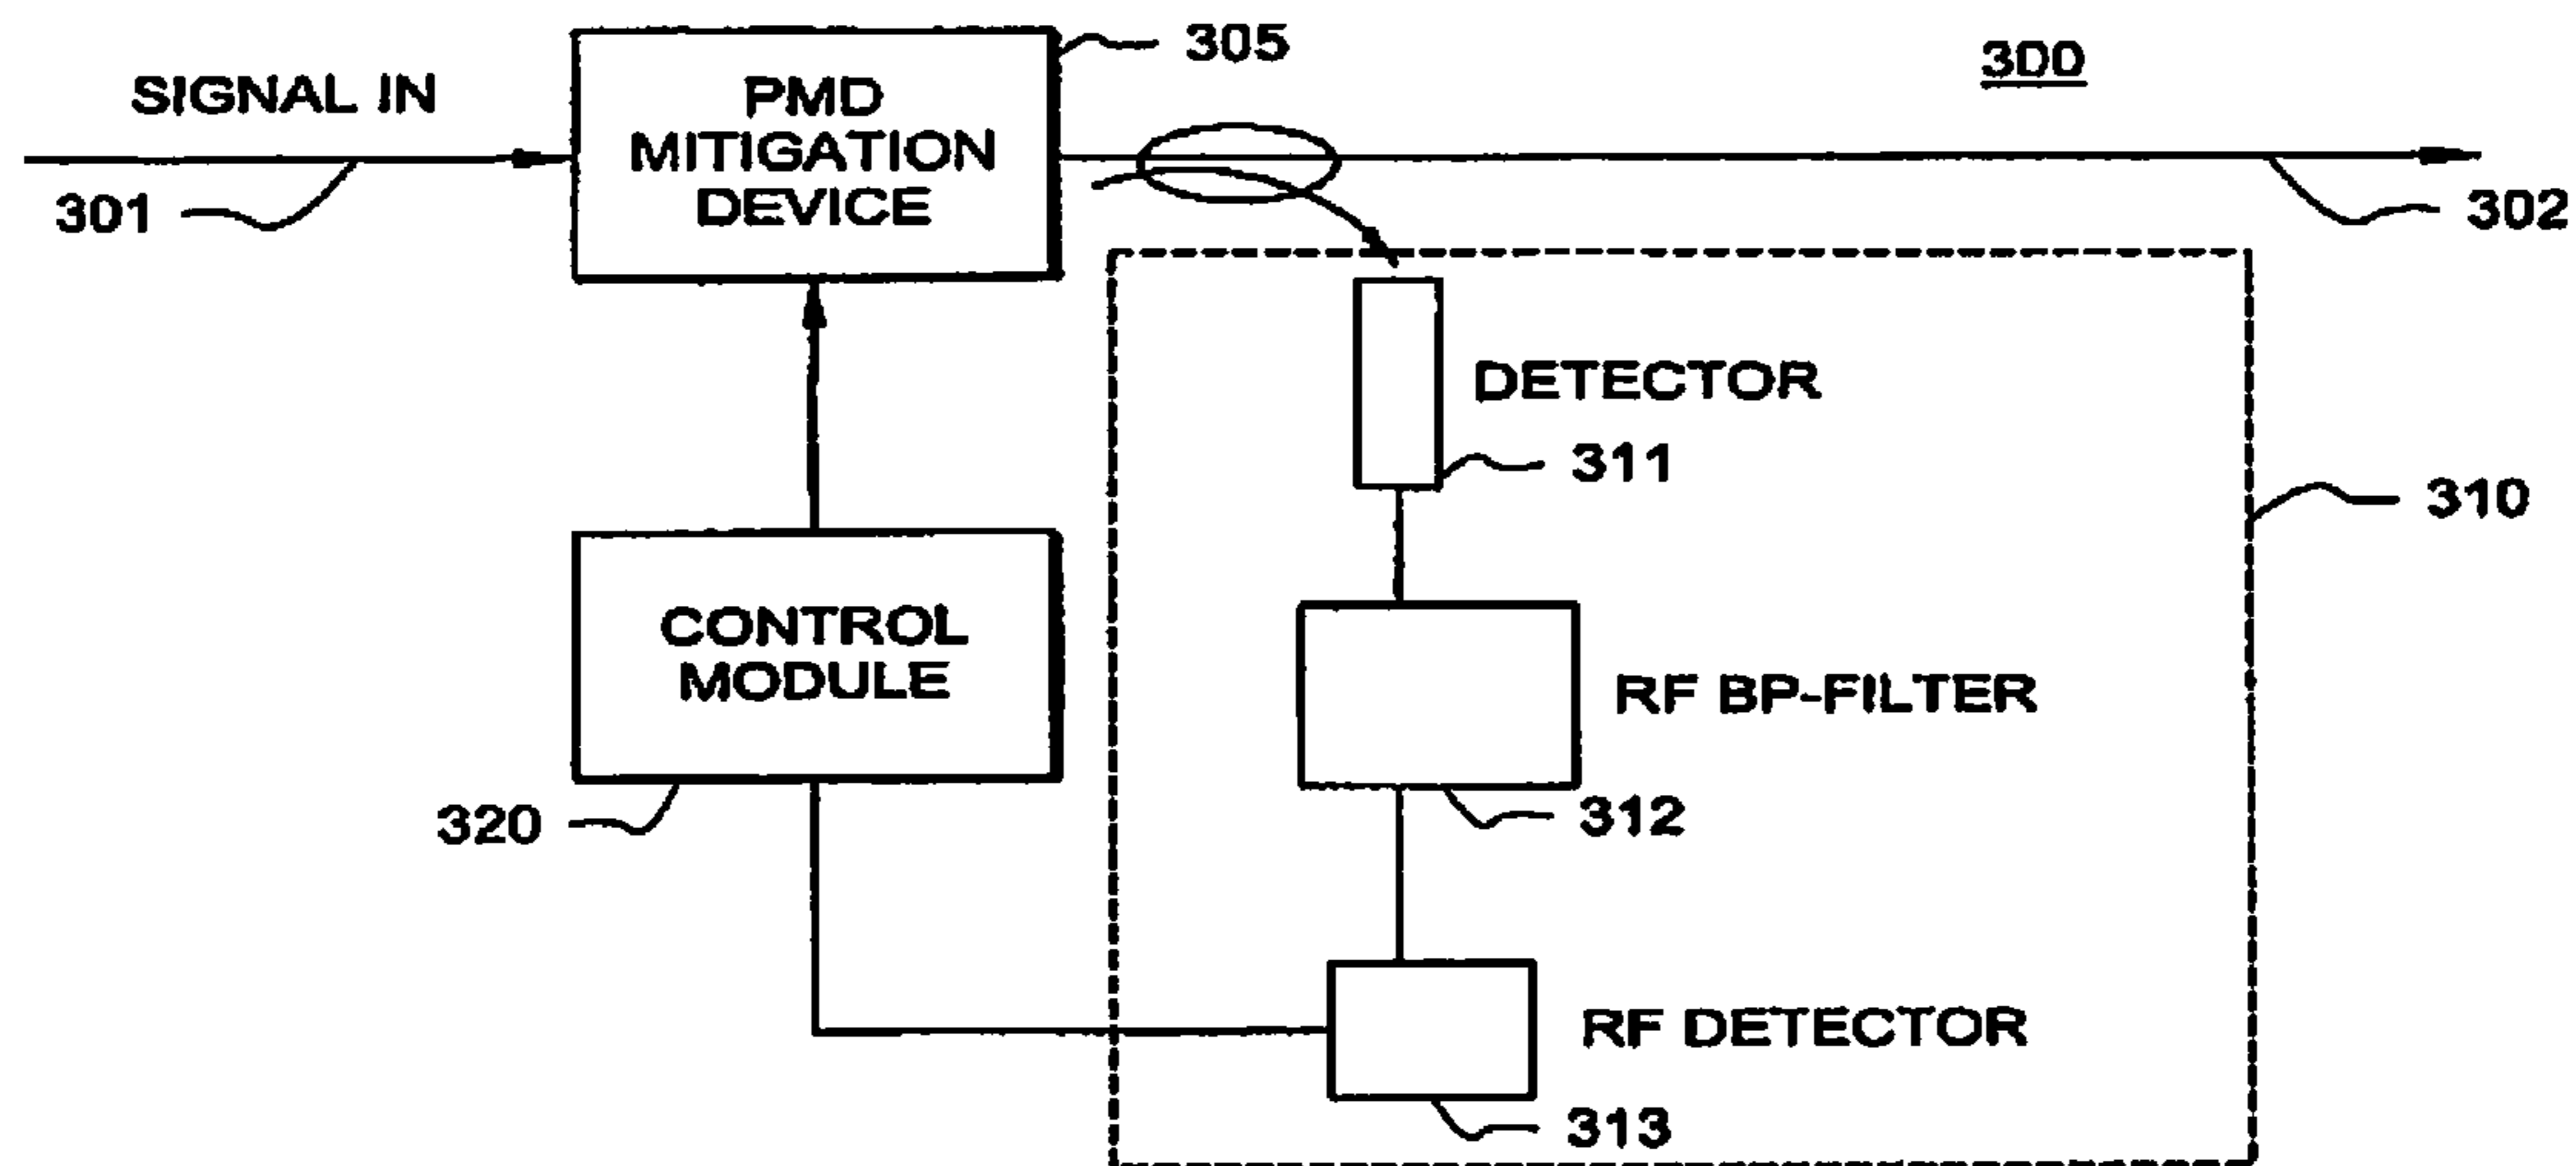 305
300
SIGNAL IN
PMD
MITIGATION
DEVICE
301
302
DETECTOR
311
310
CONTROL
MODULE
RF BP-FILTER
320
312
RF DETECTOR
313